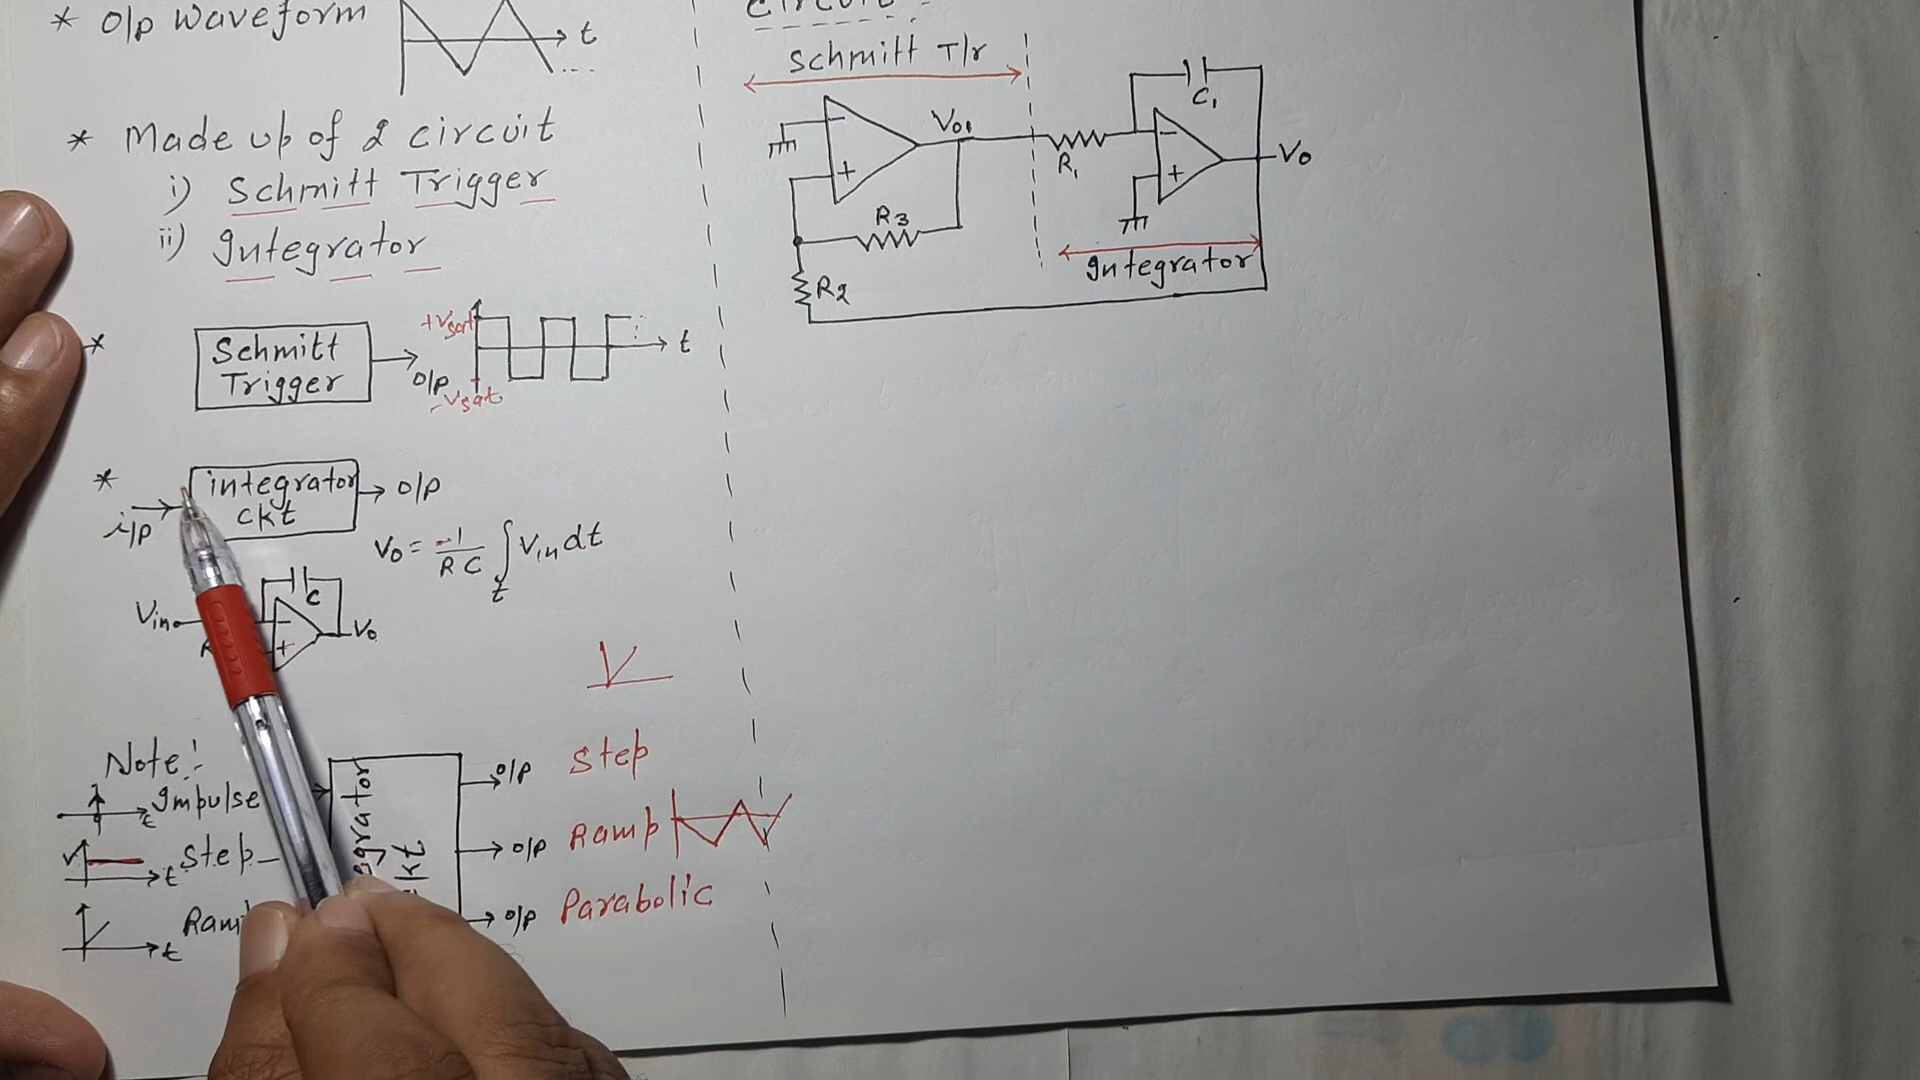 * O/p waveform
t
* Made up of 2 circuit
i) Schmitt Trigger
ii) Integrator
*
Schmitt Trigger
O/p
+Vsat
-Vsat
t
*
i/p
integrator
ckt
O/p
Vo = -1/RC ∫t Vin dt
Vin
C
+
Vo
Note:-
t
Impulse
t
Step
t
O/p Step
O/p Ramp
O/p Parabolic
Circuit:-
Schmitt T/r
-
+
Vo1
R3
R2
R1
C1
-
+
Vo
Integrator